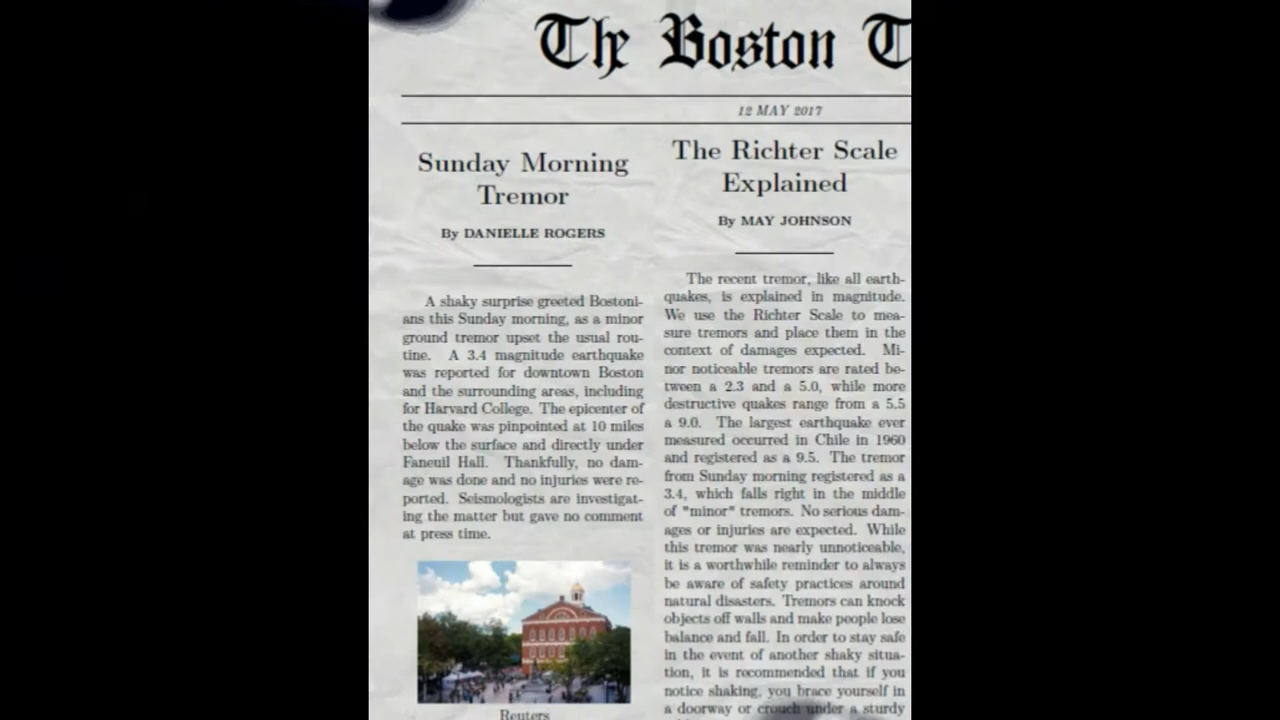 The Boston T
12 MAY 2017
Sunday Morning
Tremor
By DANIELLE ROGERS
A shaky surprise greeted Bostoni-
ans this Sunday morning, as a minor
ground tremor upset the usual rou-
tine. A 3.4 magnitude earthquake
was reported for downtown Boston
and the surrounding areas, including
for Harvard College. The epicenter of
the quake was pinpointed at 10 miles
below the surface and directly under
Faneuil Hall. Thankfully, no dam-
age was done and no injuries were re-
ported. Seismologists are investigat-
ing the matter but gave no comment
at press time.
Reuters
The Richter Scale
Explained
By MAY JOHNSON
The recent tremor, like all earth-
quakes, is explained in magnitude.
We use the Richter Scale to mea-
sure tremors and place them in the
context of damages expected. Mi-
nor noticeable tremors are rated be-
tween a 2.3 and a 5.0, while more
destructive quakes range from a 5.5
a 9.0. The largest earthquake ever
measured occurred in Chile in 1960
and registered as a 9.5. The tremor
from Sunday morning registered as a
3.4, which falls right in the middle
of "minor" tremors. No serious dam-
ages or injuries are expected. While
this tremor was nearly unnoticeable,
it is a worthwhile reminder to always
be aware of safety practices around
natural disasters. Tremors can knock
objects off walls and make people lose
balance and fall. In order to stay safe
in the event of another shaky situa-
tion, it is recommended that if you
notice shaking, you brace yourself in
a doorway or crouch under a sturdy